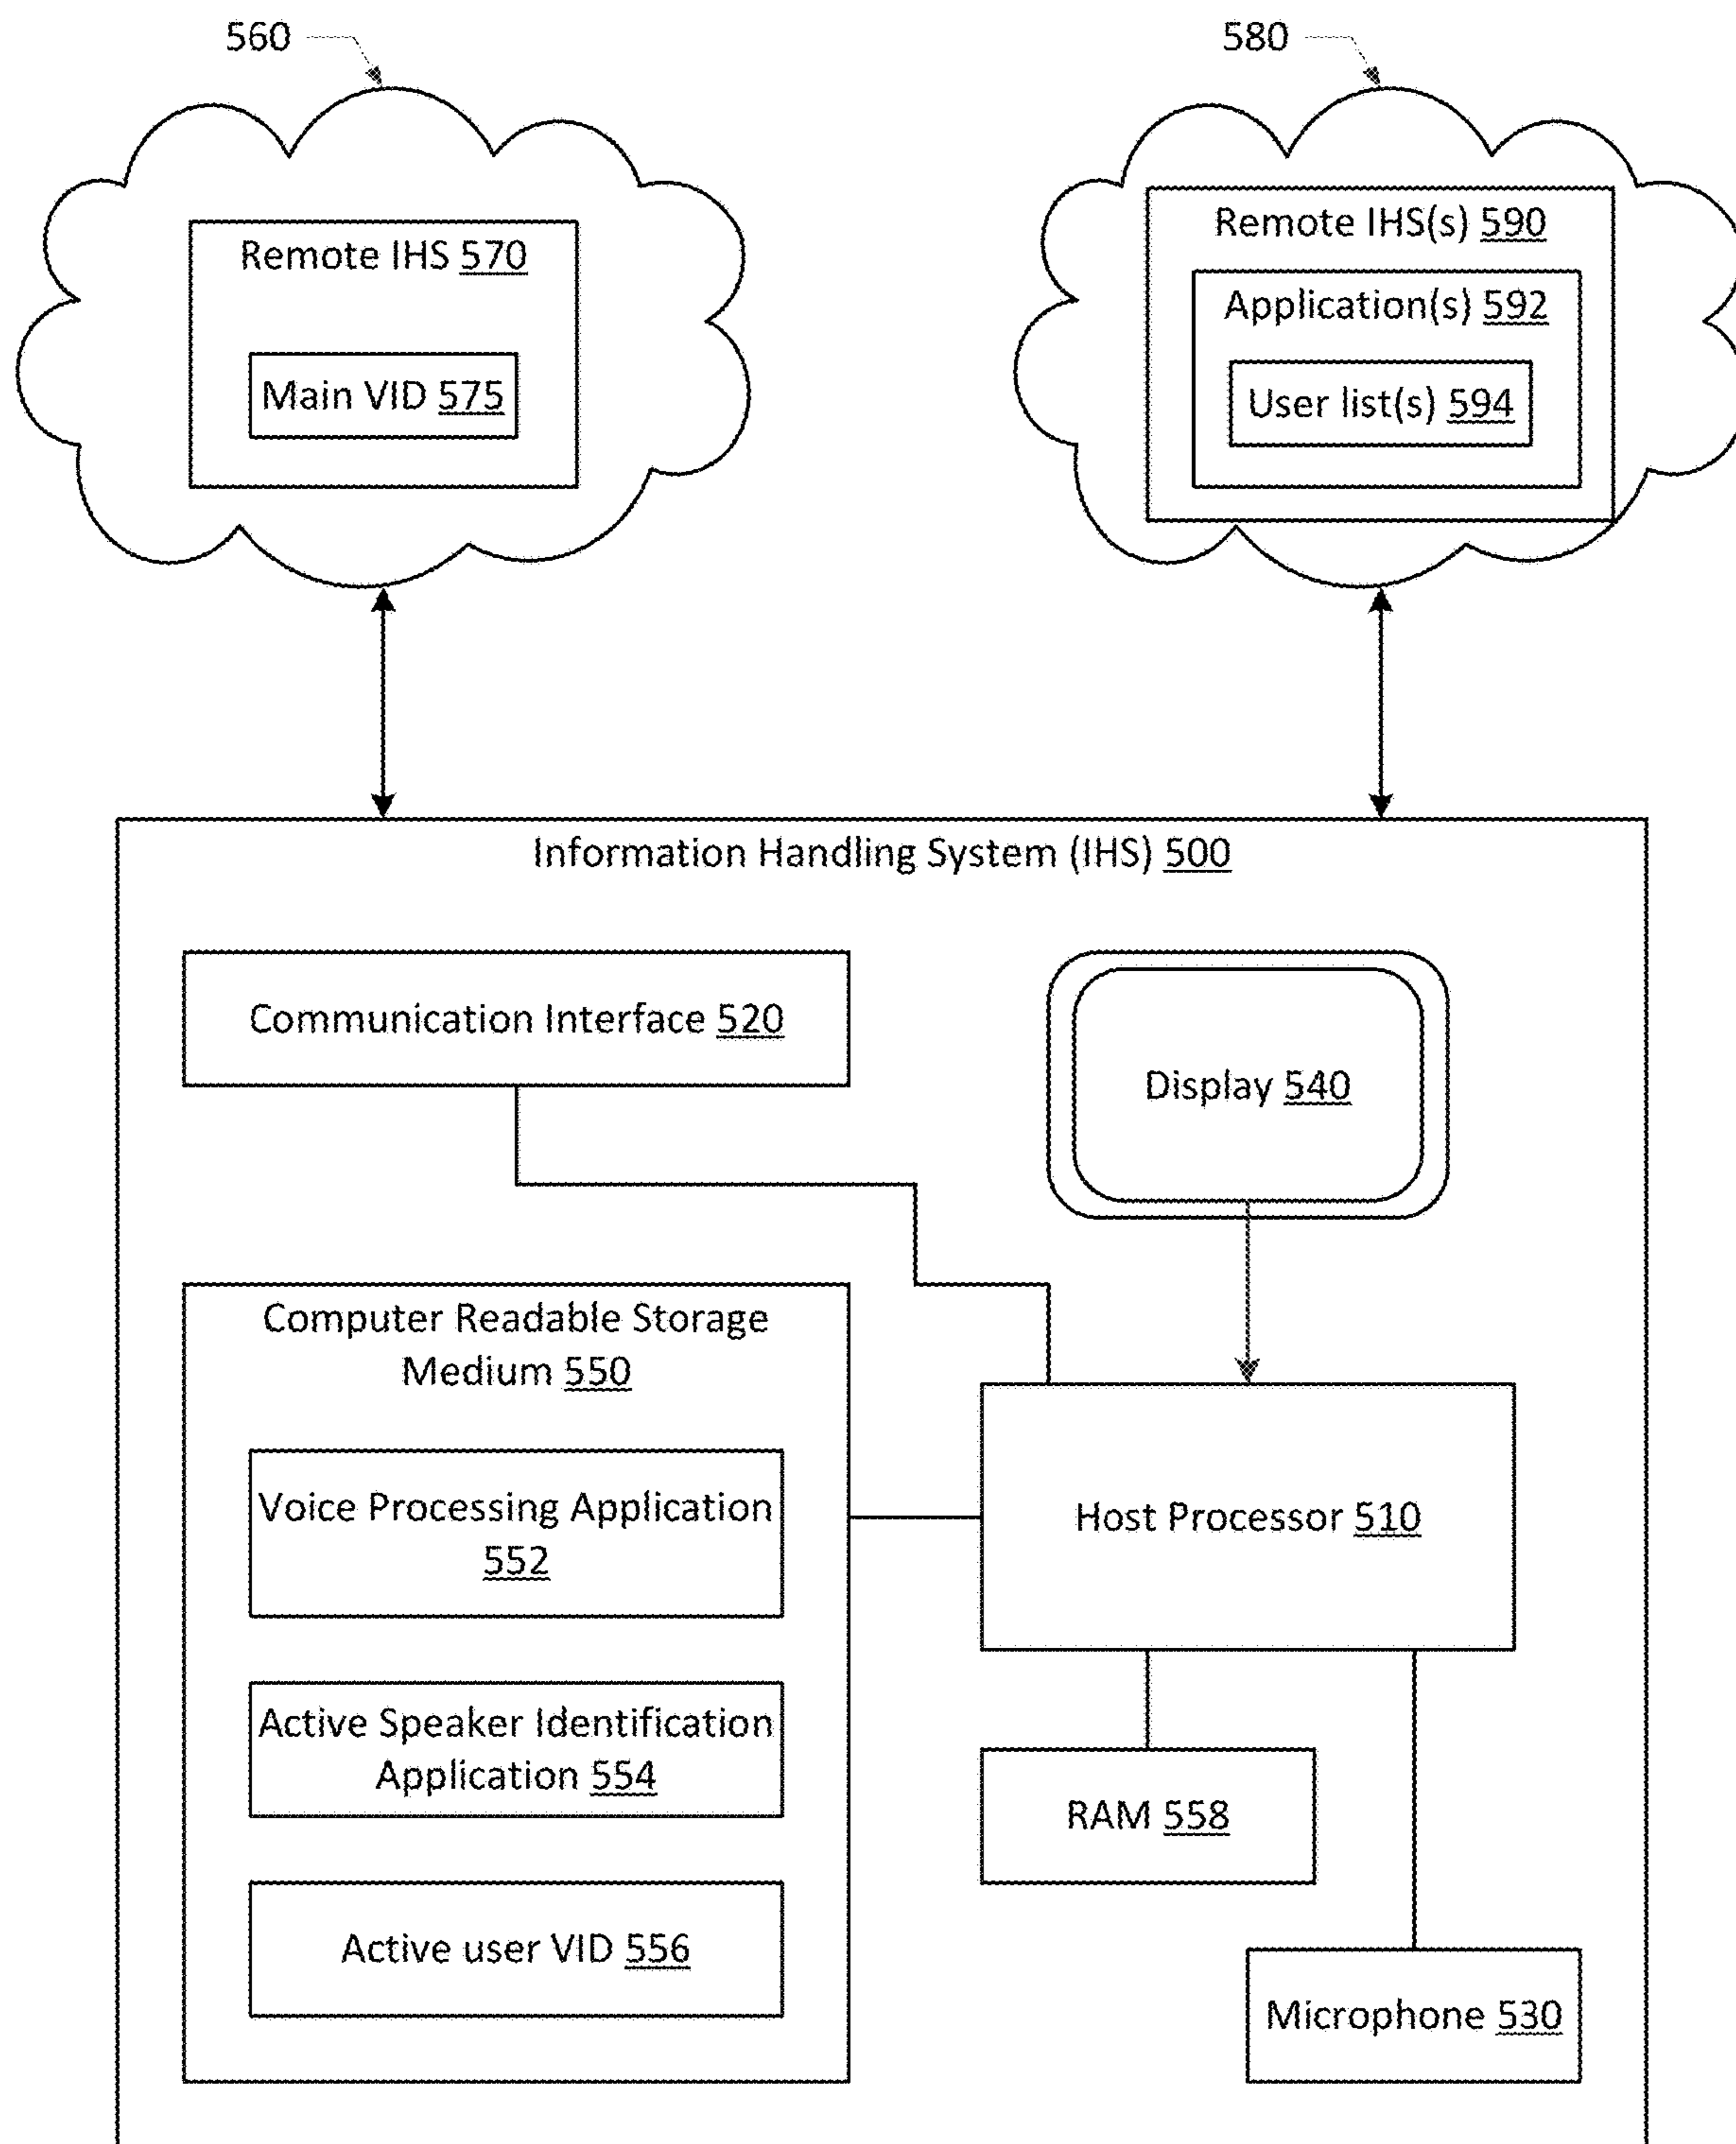 560
580
Remote IHS 570
Main VID 575
Remote IHS(s) 590
Application(s) 592
User list(s) 594
Information Handling System (IHS) 500
Communication Interface 520
Display 540
Computer Readable Storage
Medium 550
Voice Processing Application
552
Active Speaker Identification
Application 554
Active user VID 556
Host Processor 510
RAM 558
Microphone 530